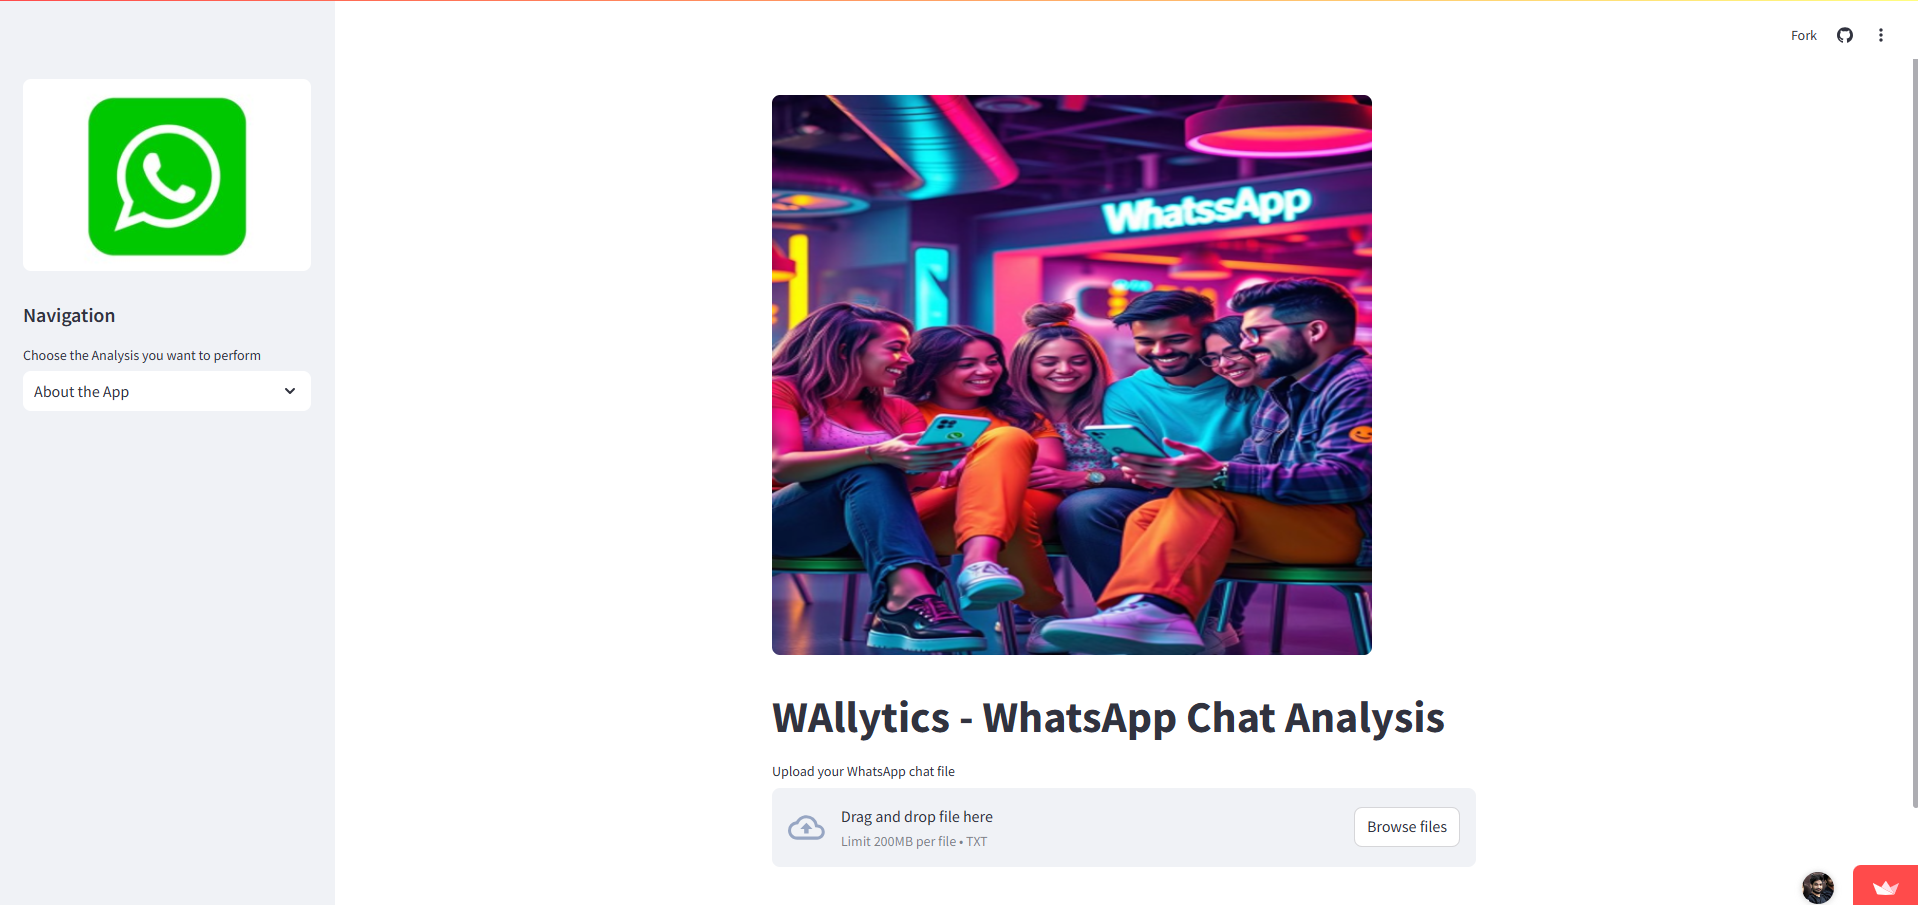 Fork
Navigation
Choose the Analysis you want to perform
About the App
WhatssApp
WAllytics - WhatsApp Chat Analysis
Upload your WhatsApp chat file
Drag and drop file here
Limit 200MB per file • TXT
Browse files